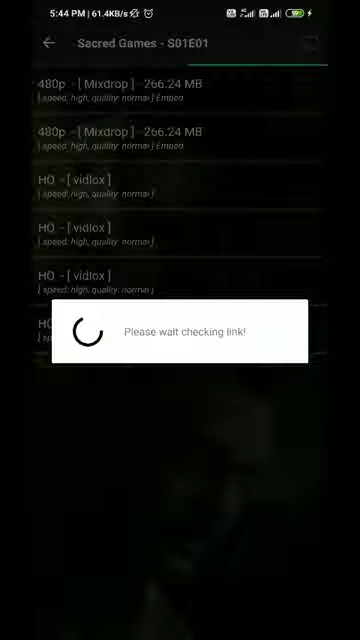 5:44 PM | 61.4KB/s
Sacred Games - S01E01
480p - [ Mixdrop ] - 266.24 MB
[ speed: high, quality: normal ] Embed
480p - [ Mixdrop ] - 266.24 MB
[ speed: high, quality: normal ] Embed
HQ - [ vidlox ]
[ speed: high, quality: normal ]
HQ - [ vidlox ]
[ speed: high, quality: normal ]
HQ - [ vidlox ]
[ speed: high, quality: normal ]
HQ
Please wait checking link!
[ sp